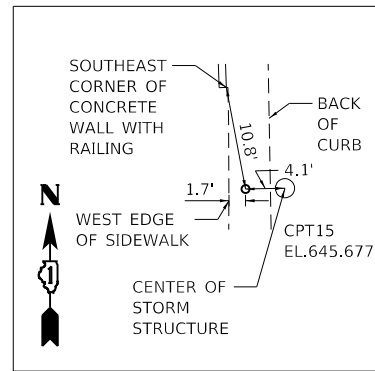 SOUTHEAST
CORNER OF
CONCRETE
WALL WITH
RAILING
BACK
OF
CURB
10.8'
4.1'
1.7'
N
WEST EDGE
OF SIDEWALK
CPT15
EL.645.677
1
CENTER OF
STORM
STRUCTURE